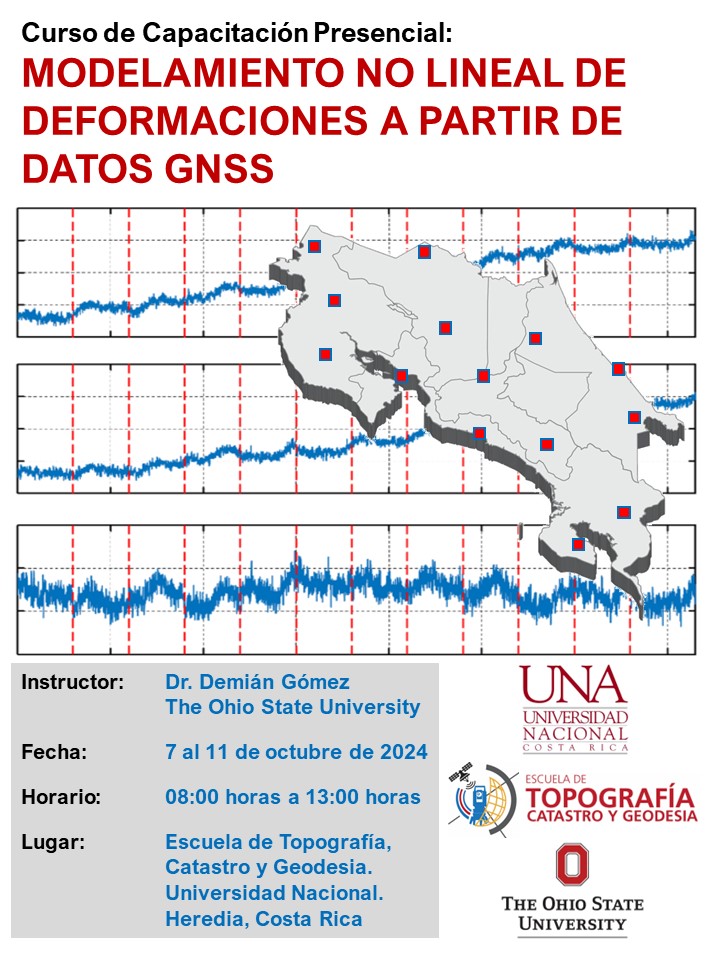 Curso de Capacitación Presencial:
MODELAMIENTO NO LINEAL DE
DEFORMACIONES A PARTIR DE
DATOS GNSS
Instructor: Dr. Demián Gómez
The Ohio State University
Fecha: 7 al 11 de octubre de 2024
Horario: 08:00 horas a 13:00 horas
Lugar: Escuela de Topografía,
Catastro y Geodesia.
Universidad Nacional.
Heredia, Costa Rica
UNA
UNIVERSIDAD
NACIONAL
COSTA RICA
ESCUELA DE
TOPOGRAFÍA
CATASTRO Y GEODESIA
THE OHIO STATE
UNIVERSITY